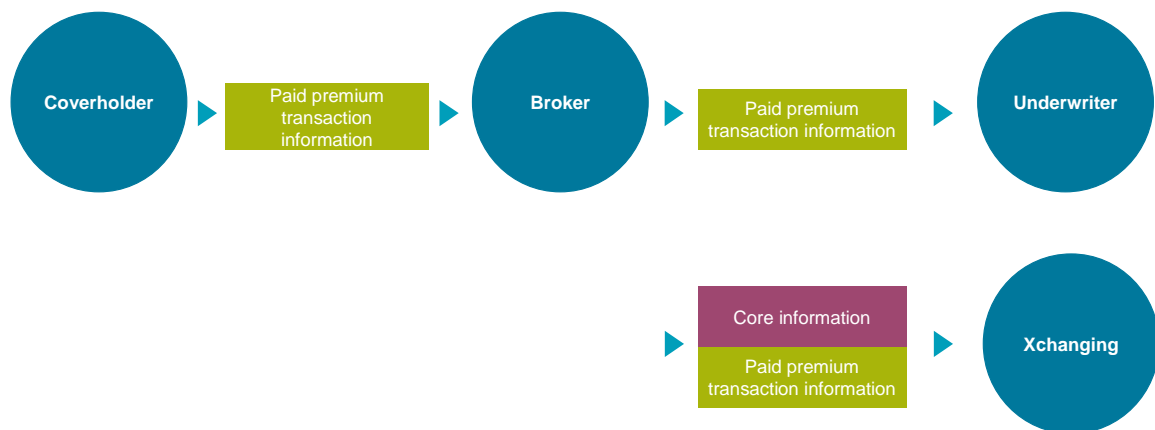 Coverholder
Paid premium
transaction
information
Broker
Paid premium
transaction information
Underwriter
Core information
Paid premium
transaction information
Xchanging